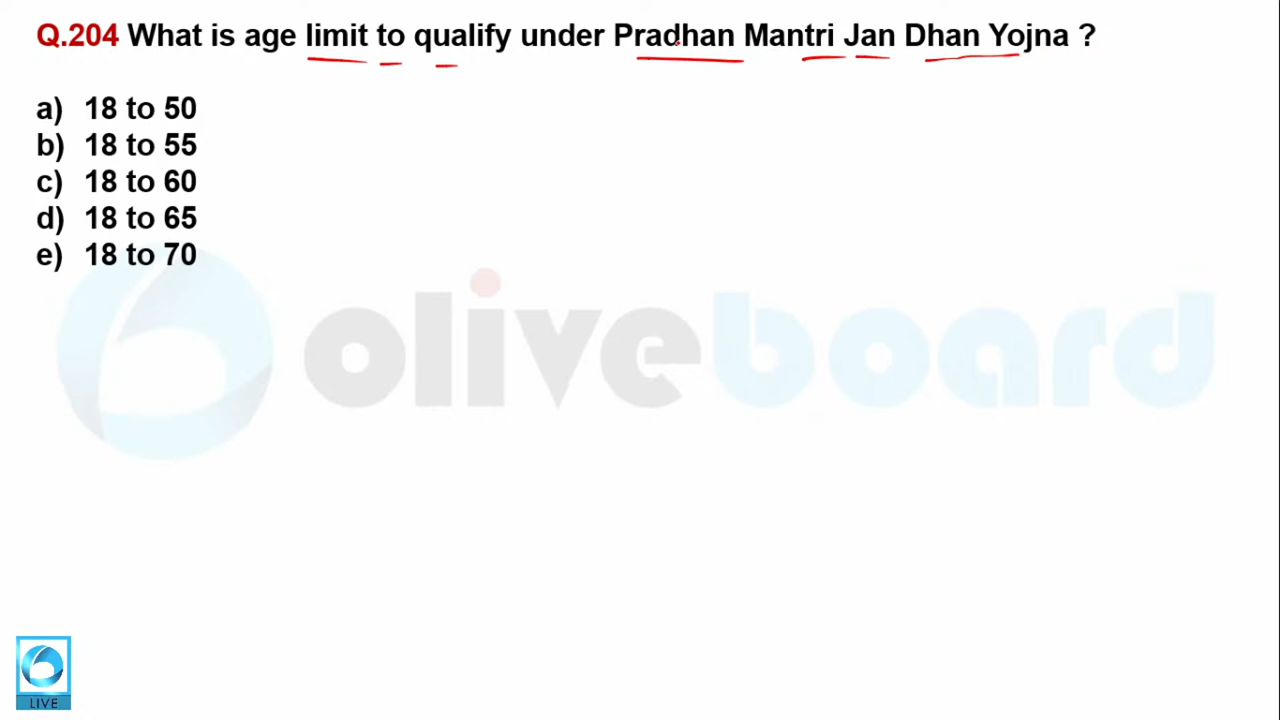 Q.204 What is age limit to qualify under Pradhan Mantri Jan Dhan Yojna ?
a) 18 to 50
b) 18 to 55
c) 18 to 60
d) 18 to 65
e) 18 to 70
oliveboard
LIVE